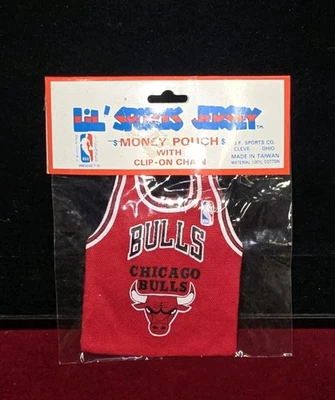 Lil' SPORTS JERSEY™
$ MONEY POUCH $
WITH
CLIP-ON CHAIN
J.F. SPORTS CO.
CLEVE OHIO
MADE IN TAIWAN
MATERIAL 100% COTTON
BULLS
CHICAGO
BULLS